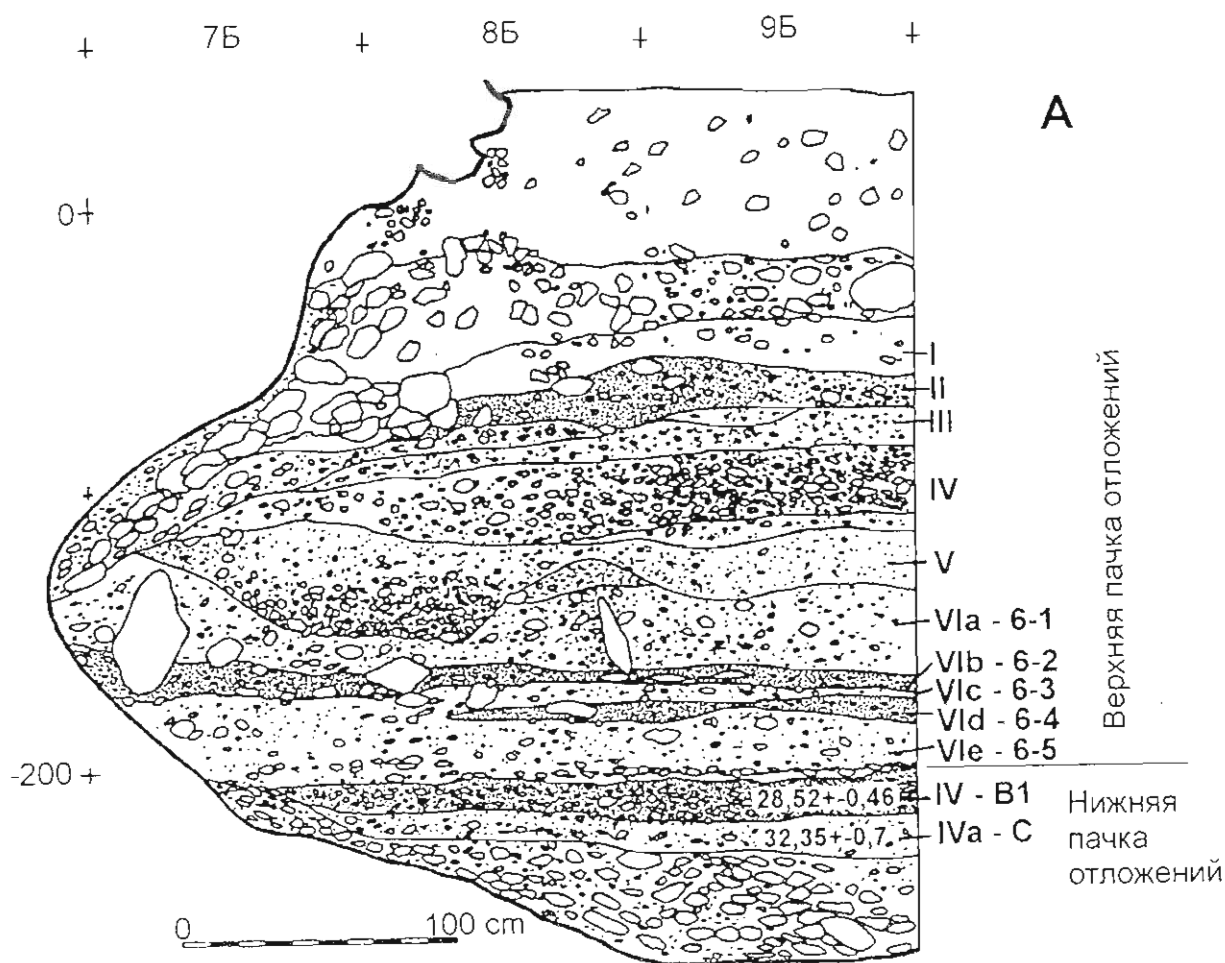 + 7Б + 8Б + 9Б +
А
0+
I
II
III
IV
V
VIa - 6-1
VIb - 6-2
VIc - 6-3
VId - 6-4
VIe - 6-5
Верхняя пачка отложений
-200 +
28,52+-0,46
IV - B1
32,35+-0,7
IVa - C
Нижняя
пачка
отложений
0 100 cm